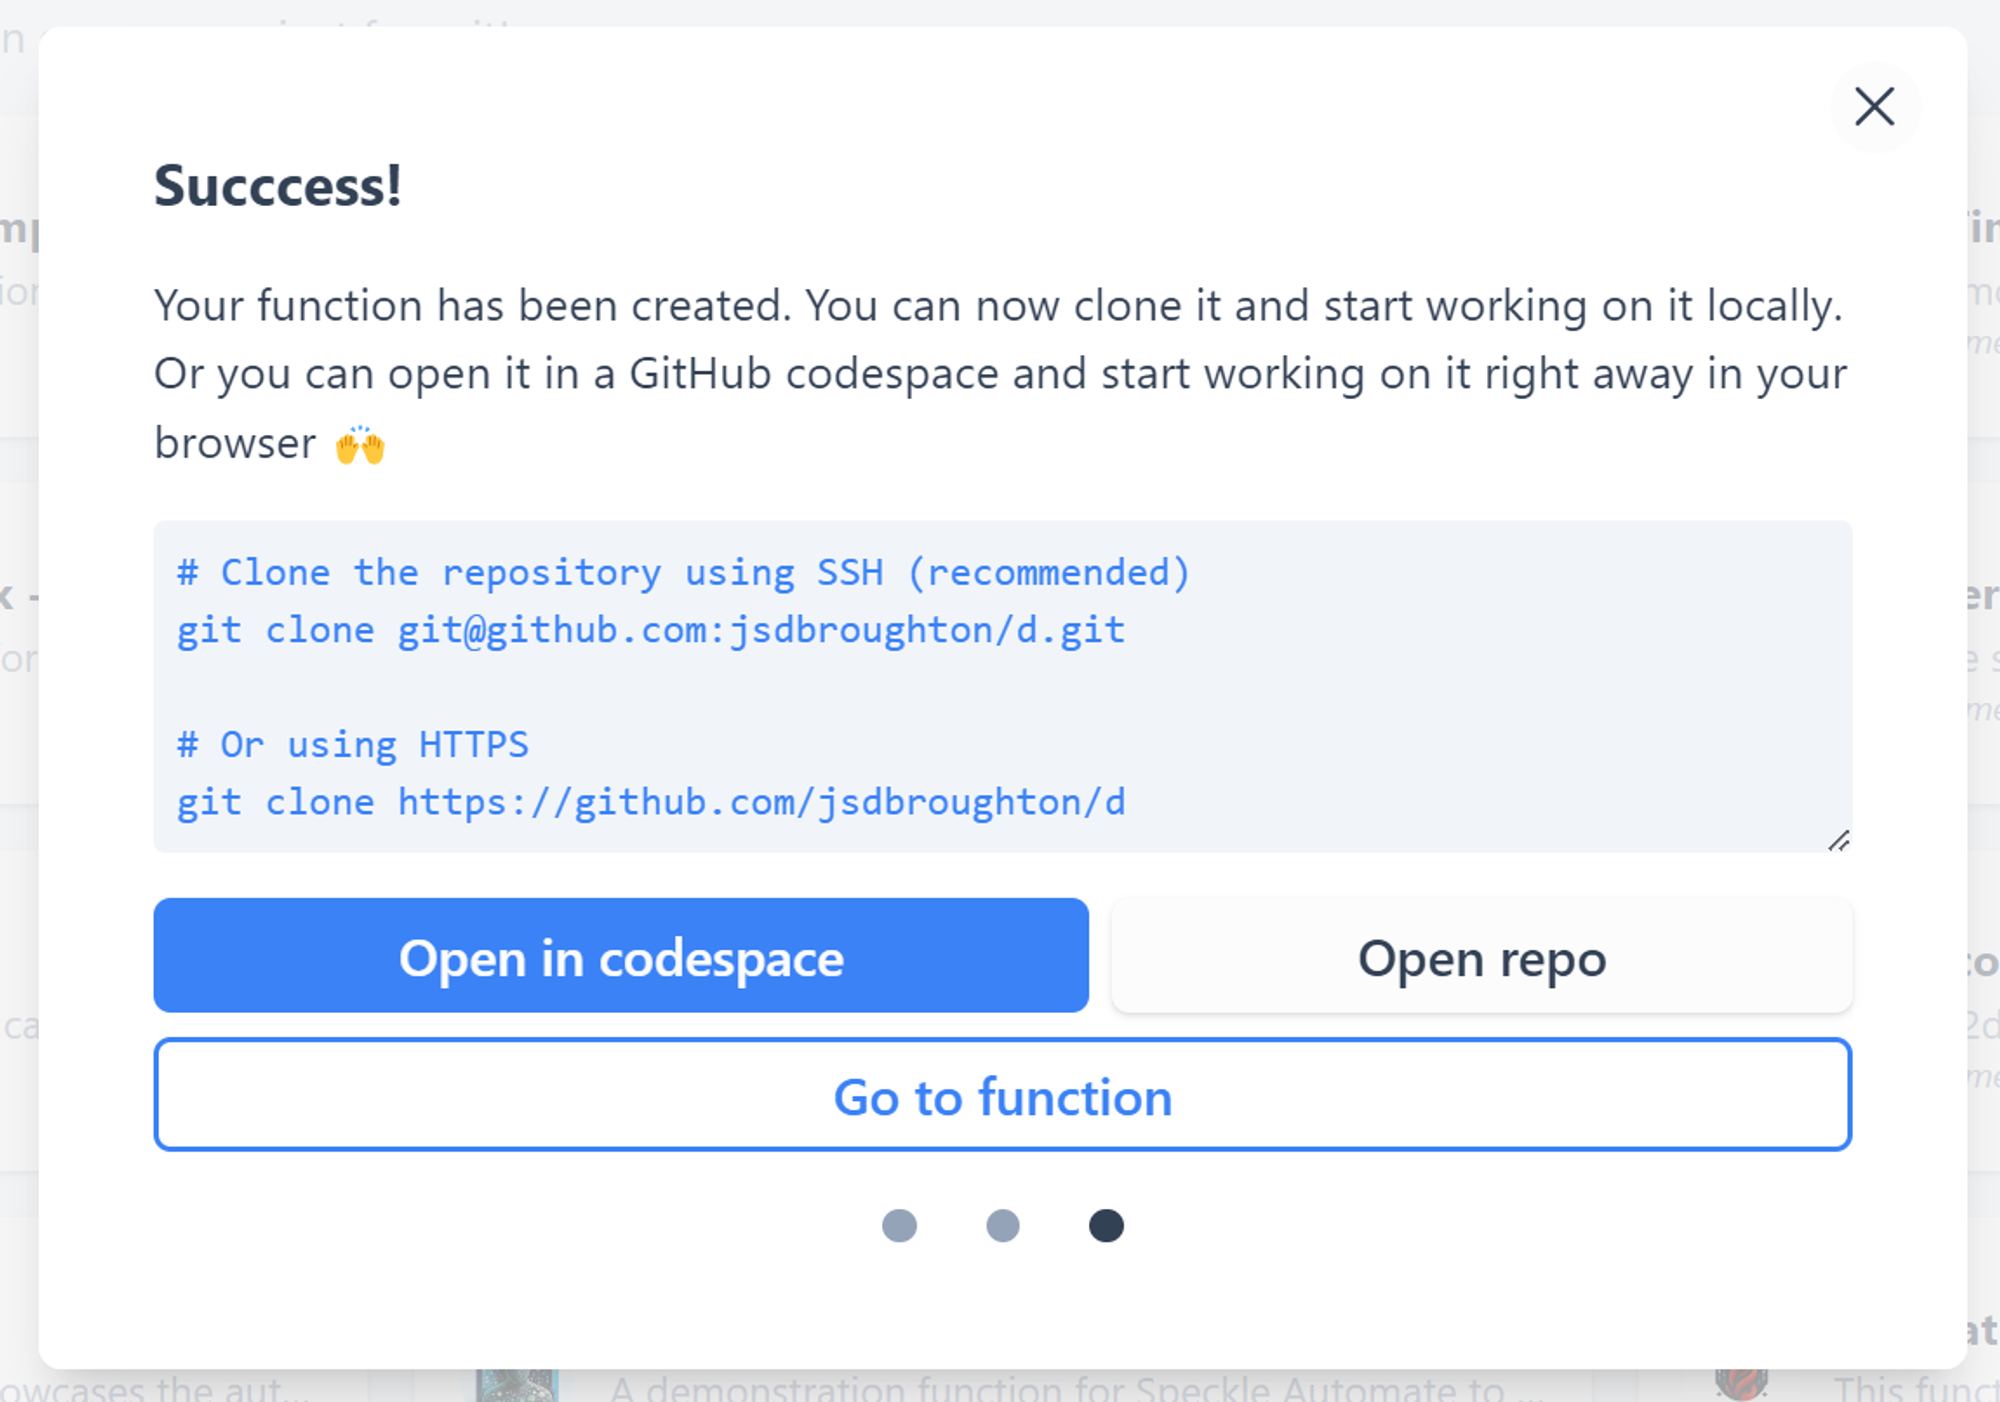 Succcess!
Your function has been created. You can now clone it and start working on it locally.
Or you can open it in a GitHub codespace and start working on it right away in your
browser 🙌
# Clone the repository using SSH (recommended)
git clone git@github.com:jsdbroughton/d.git
# Or using HTTPS
git clone https://github.com/jsdbroughton/d
Open in codespace
Open repo
Go to function
owcases the aut...
A demonstration function for Speckle Automate to ...
This funct